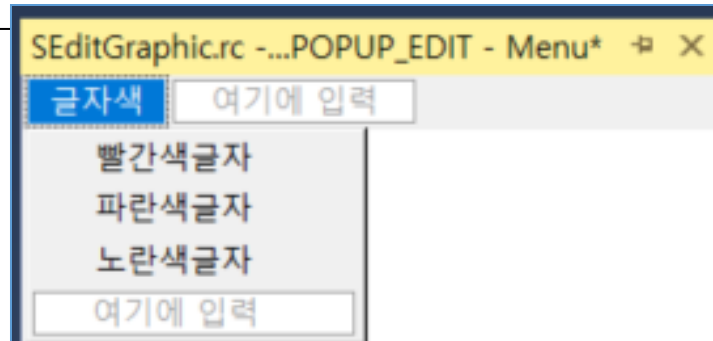 SEditGraphic.rc -...POPUP_EDIT - Menu*
글자색 여기에 입력
빨간색글자
파란색글자
노란색글자
여기에 입력